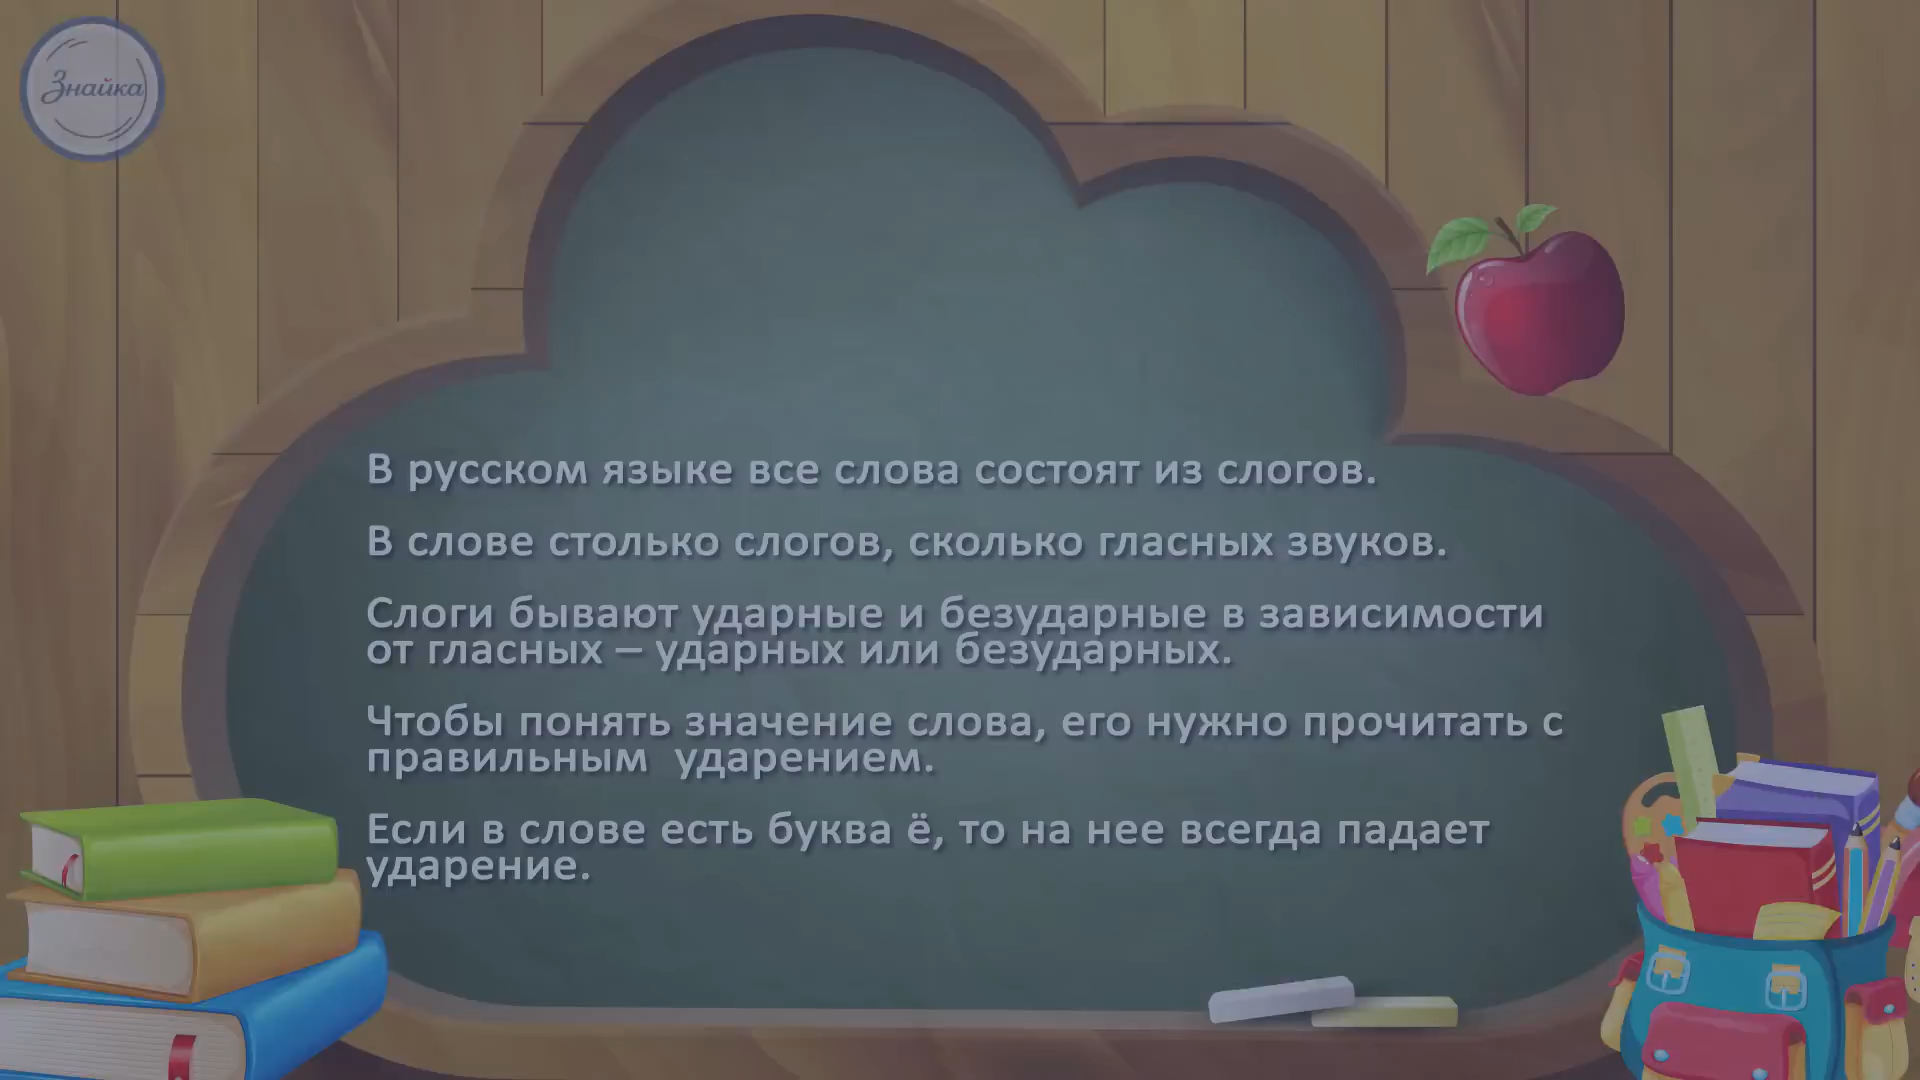 Знайка
В русском языке все слова состоят из слогов.
В слове столько слогов, сколько гласных звуков.
Слоги бывают ударные и безударные в зависимости
от гласных – ударных или безударных.
Чтобы понять значение слова, его нужно прочитать с
правильным  ударением.
Если в слове есть буква ё, то на нее всегда падает
ударение.